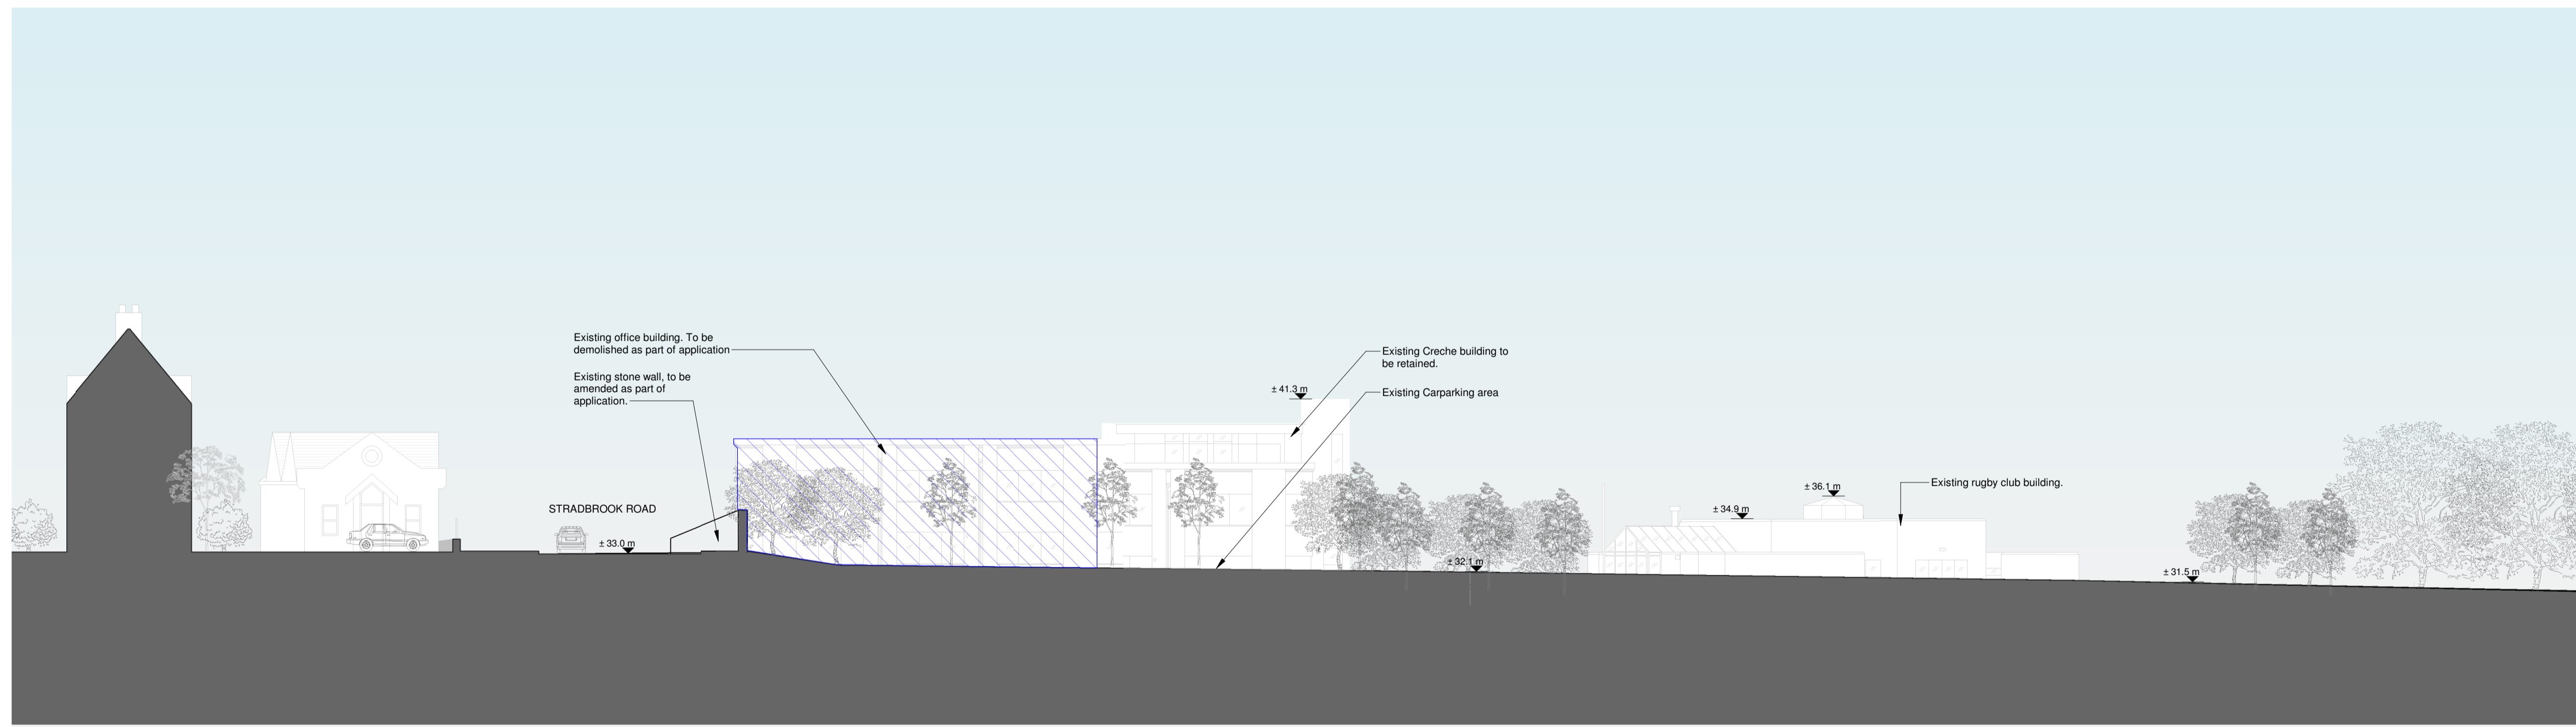 Existing office building. To be
demolished as part of application
Existing stone wall, to be
amended as part of
application.
STRADBROOK ROAD
± 33.0 m
± 41.3 m
Existing Creche building to
be retained.
Existing Carparking area
± 32.1 m
± 34.9 m
± 36.1 m
Existing rugby club building.
± 31.5 m